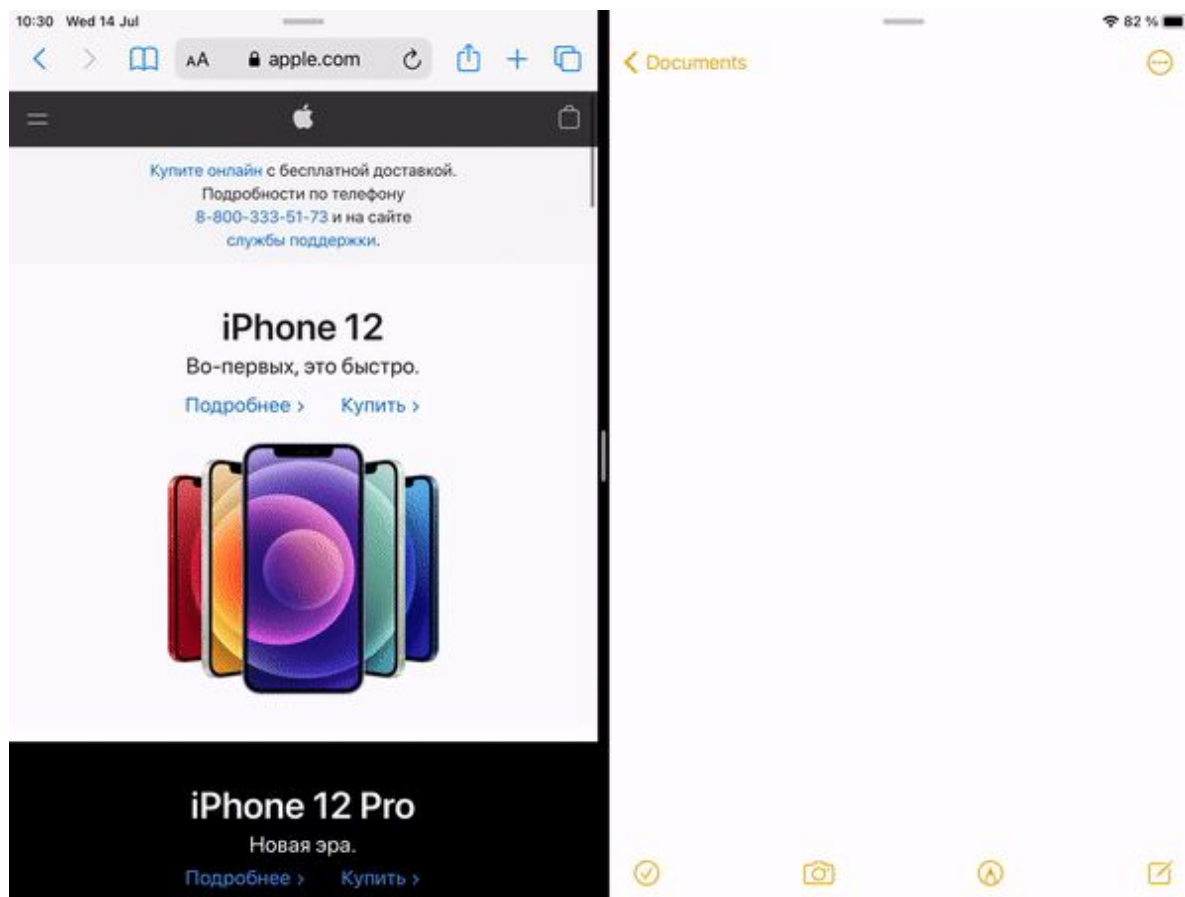 10:30 Wed 14 Jul
82 %
AA apple.com
Documents
Купите онлайн с бесплатной доставкой.
Подробности по телефону
8-800-333-51-73 и на сайте
службы поддержки.
iPhone 12
Во-первых, это быстро.
Подробнее > Купить >
iPhone 12 Pro
Новая эра.
Подробнее > Купить >